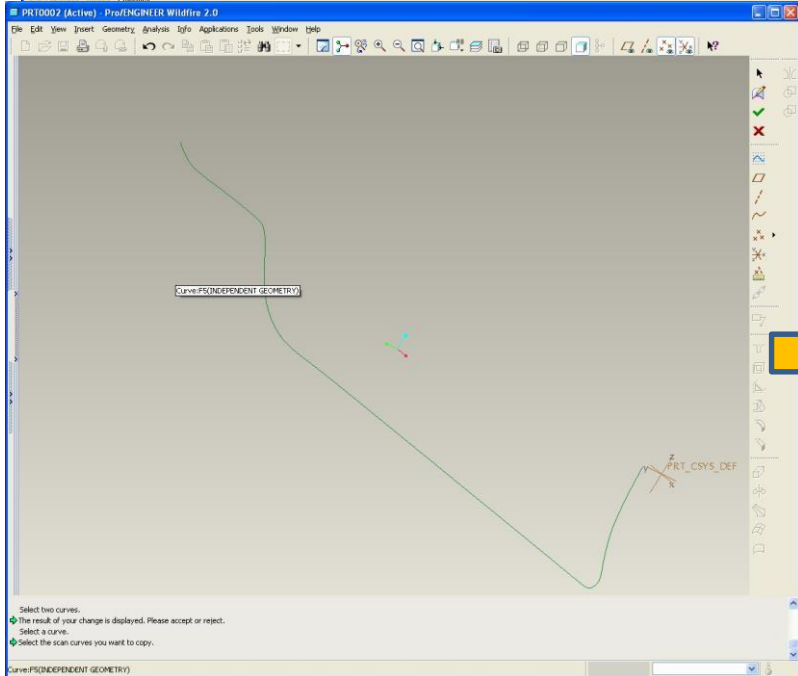 PRT0002 (Active) - Pro/ENGINEER Wildfire 2.0
File Edit View Insert Geometry Analysis Info Applications Tools Window Help
Curve:F5(INDEPENDENT GEOMETRY)
Z
Y PRT_CSYS_DEF
X
Select two curves.
The result of your change is displayed. Please accept or reject.
Select a curve.
Select the scan curves you want to copy.
Curve:F5(INDEPENDENT GEOMETRY)